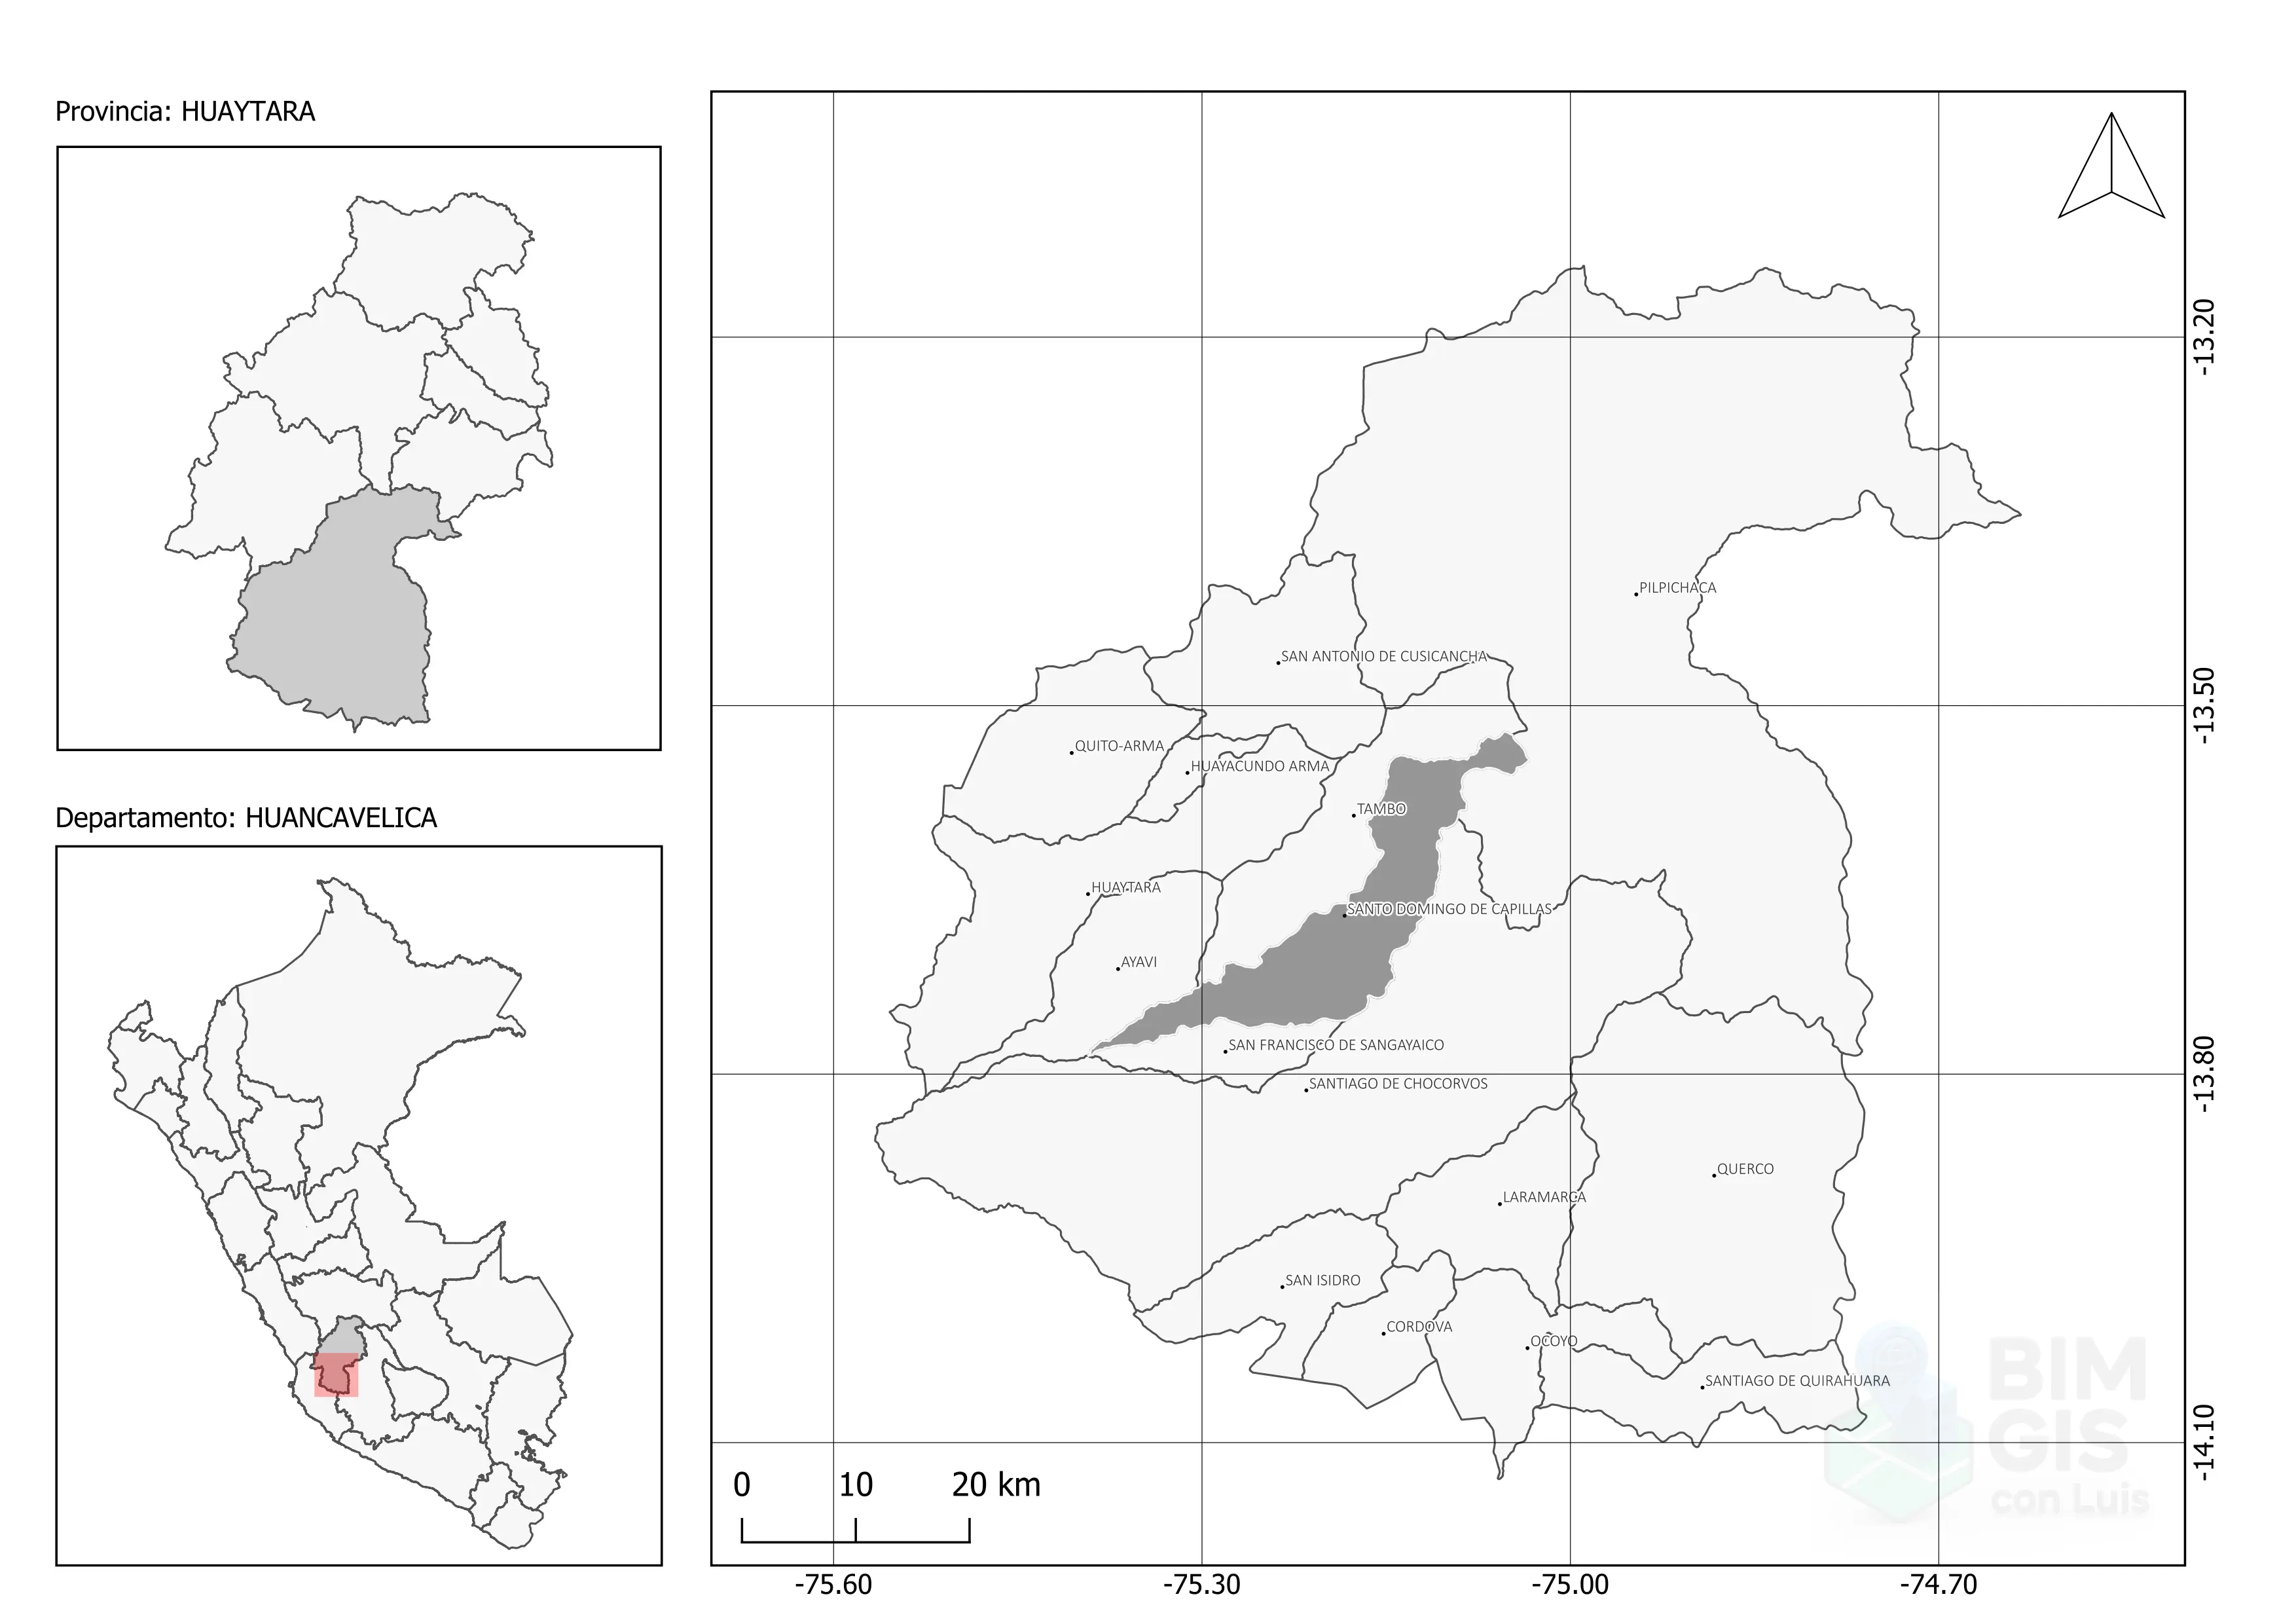 Provincia: HUAYTARA
Departamento: HUANCAVELICA
PILPICHACA
SAN ANTONIO DE CUSICANCHA
QUITO-ARMA
HUAYACUNDO ARMA
TAMBO
HUAYTARA
SANTO DOMINGO DE CAPILLAS
AYAVI
SAN FRANCISCO DE SANGAYAICO
SANTIAGO DE CHOCORVOS
QUERCO
LARAMARCA
SAN ISIDRO
CORDOVA
OCOYO
SANTIAGO DE QUIRAHUARA
-13.20
-13.50
-13.80
-14.10
0 10 20 km
-75.60 -75.30 -75.00 -74.70
BIM
GIS
con Luis